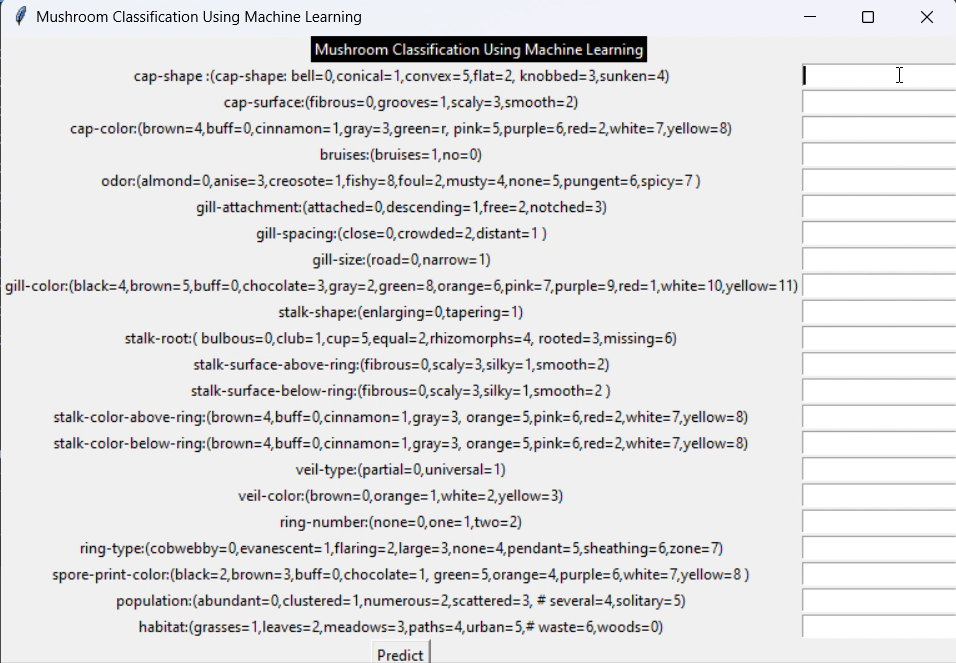 Mushroom Classification Using Machine Learning
Mushroom Classification Using Machine Learning
cap-shape :(cap-shape: bell=0,conical=1,convex=5,flat=2, knobbed=3,sunken=4)
cap-surface:(fibrous=0,grooves=1,scaly=3,smooth=2)
cap-color:(brown=4,buff=0,cinnamon=1,gray=3,green=r, pink=5,purple=6,red=2,white=7,yellow=8)
bruises:(bruises=1,no=0)
odor:(almond=0,anise=3,creosote=1,fishy=8,foul=2,musty=4,none=5,pungent=6,spicy=7 )
gill-attachment:(attached=0,descending=1,free=2,notched=3)
gill-spacing:(close=0,crowded=2,distant=1 )
gill-size:(road=0,narrow=1)
gill-color:(black=4,brown=5,buff=0,chocolate=3,gray=2,green=8,orange=6,pink=7,purple=9,red=1,white=10,yellow=11)
stalk-shape:(enlarging=0,tapering=1)
stalk-root:( bulbous=0,club=1,cup=5,equal=2,rhizomorphs=4, rooted=3,missing=6)
stalk-surface-above-ring:(fibrous=0,scaly=3,silky=1,smooth=2)
stalk-surface-below-ring:(fibrous=0,scaly=3,silky=1,smooth=2 )
stalk-color-above-ring:(brown=4,buff=0,cinnamon=1,gray=3, orange=5,pink=6,red=2,white=7,yellow=8)
stalk-color-below-ring:(brown=4,buff=0,cinnamon=1,gray=3, orange=5,pink=6,red=2,white=7,yellow=8)
veil-type:(partial=0,universal=1)
veil-color:(brown=0,orange=1,white=2,yellow=3)
ring-number:(none=0,one=1,two=2)
ring-type:(cobwebby=0,evanescent=1,flaring=2,large=3,none=4,pendant=5,sheathing=6,zone=7)
spore-print-color:(black=2,brown=3,buff=0,chocolate=1, green=5,orange=4,purple=6,white=7,yellow=8 )
population:(abundant=0,clustered=1,numerous=2,scattered=3, # several=4,solitary=5)
habitat:(grasses=1,leaves=2,meadows=3,paths=4,urban=5,# waste=6,woods=0)
Predict